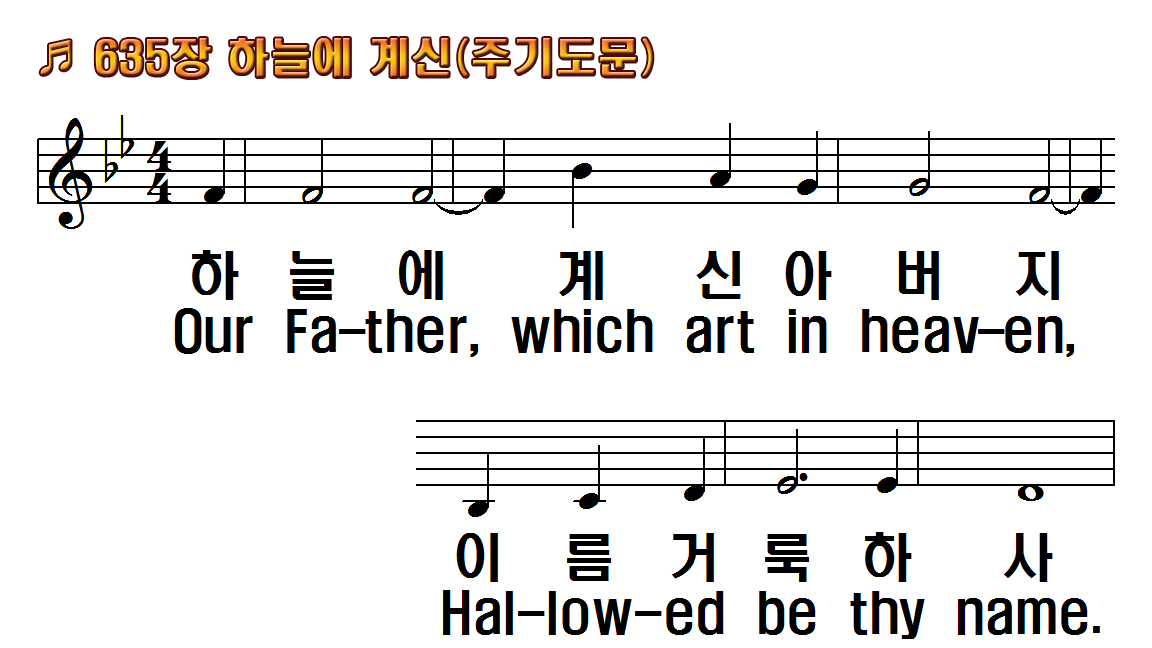 ♬ 635장 하늘에 계신(주기도문)
4
4
하 늘 에 계 신 아 버 지
Our Fa-ther, which art in heav-en,
이 름 거 룩 하 사
Hal-low-ed be thy name.